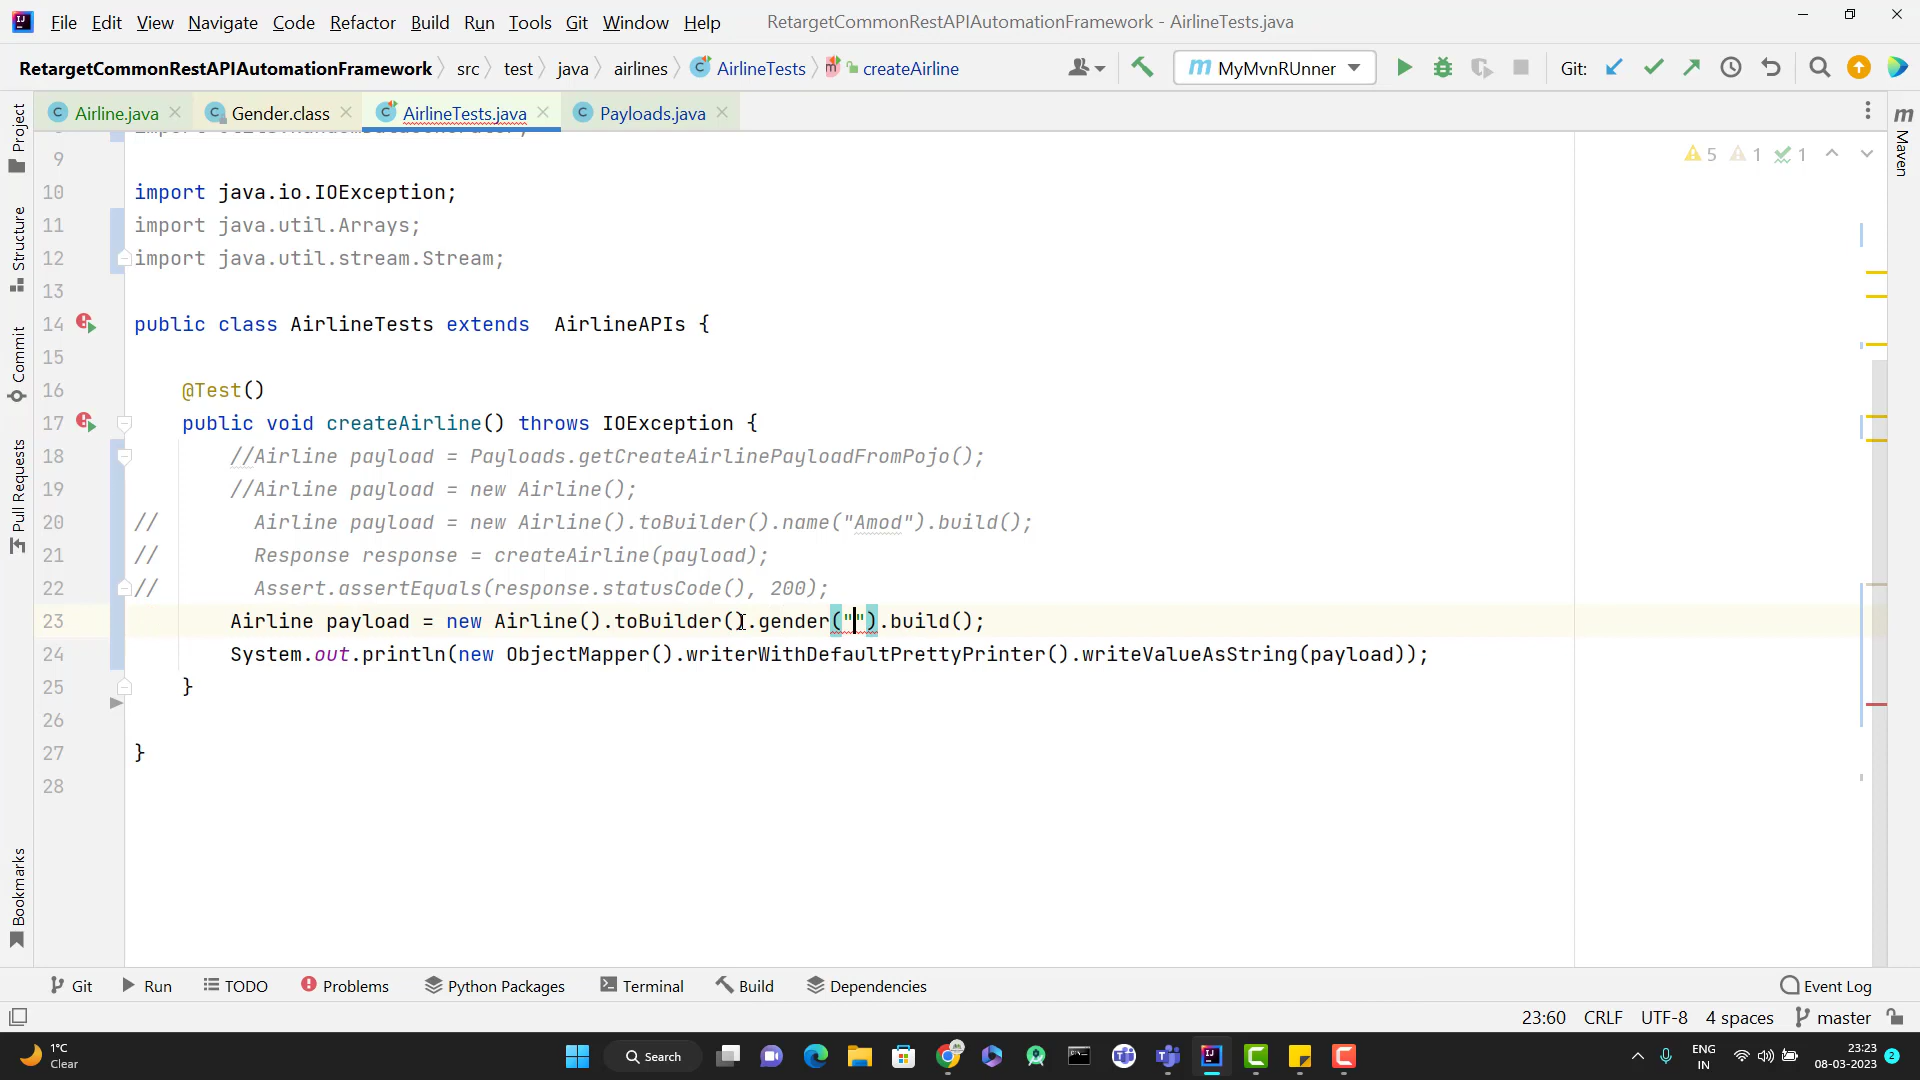 File Edit View Navigate Code Refactor Build Run Tools Git Window Help RetargetCommonRestAPIAutomationFramework - AirlineTests.java
RetargetCommonRestAPIAutomationFramework src test java airlines AirlineTests createAirline MyMvnRUnner Git:
Airline.java Gender.class AirlineTests.java Payloads.java
Project
Structure
Commit
Pull Requests
Bookmarks
Maven
5 1 1
9
10 import java.io.IOException;
11 import java.util.Arrays;
12 import java.util.stream.Stream;
13
14 public class AirlineTests extends  AirlineAPIs {
15
16 @Test()
17 public void createAirline() throws IOException {
18 //Airline payload = Payloads.getCreateAirlinePayloadFromPojo();
19 //Airline payload = new Airline();
20 // Airline payload = new Airline().toBuilder().name("Amod").build();
21 // Response response = createAirline(payload);
22 // Assert.assertEquals(response.statusCode(), 200);
23 Airline payload = new Airline().toBuilder().gender("").build();
24 System.out.println(new ObjectMapper().writerWithDefaultPrettyPrinter().writeValueAsString(payload));
25 }
26
27 }
28
Git Run TODO Problems Python Packages Terminal Build Dependencies Event Log
23:60 CRLF UTF-8 4 spaces master
1°C
Clear
Search
ENG
IN
23:23
08-03-2023
2